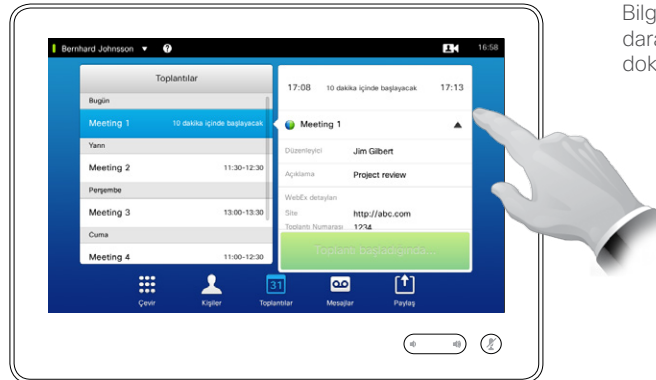 Bernhard Johnsson
16:58
Toplantılar
Bugün
Meeting 1 10 dakika içinde başlayacak
Yarın
Meeting 2 11:30-12:30
Perşembe
Meeting 3 13:00-13:30
Cuma
Meeting 4 11:00-12:30
17:08 10 dakika içinde başlayacak 17:13
Meeting 1
Düzenleyici Jim Gilbert
Açıklama Project review
WebEx detayları
Site http://abc.com
Toplantı Numarası 1234
Toplantı başladığında...
Çevir
Kişiler
31
Toplantılar
Mesajlar
Paylaş
Bilg
dara
dok